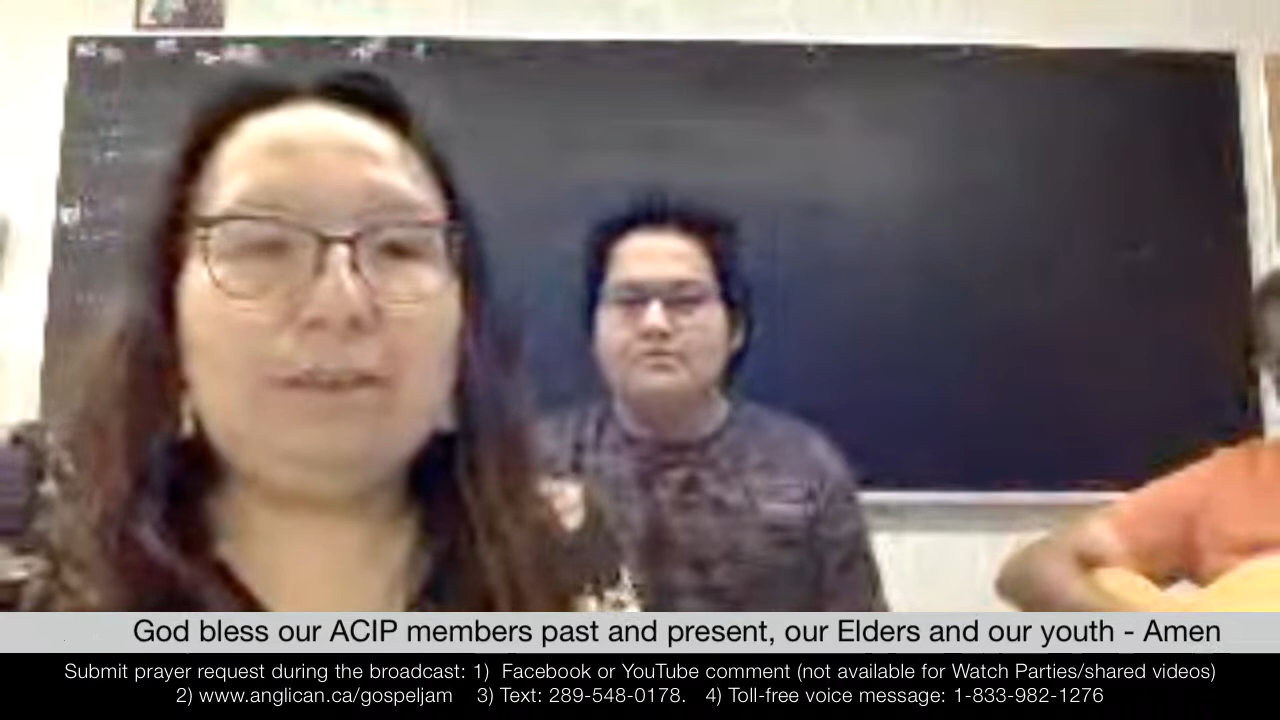 God bless our ACIP members past and present, our Elders and our youth - Amen
Submit prayer request during the broadcast: 1)  Facebook or YouTube comment (not available for Watch Parties/shared videos)
2) www.anglican.ca/gospeljam    3) Text: 289-548-0178.   4) Toll-free voice message: 1-833-982-1276